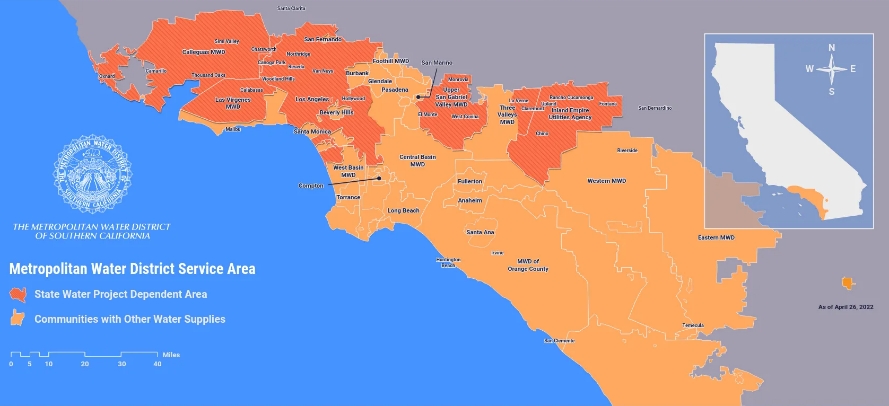 Santa Clarita
Simi Valley
San Fernando
Calleguas MWD
Chatsworth
Northridge
Canoga Park
Reseda
Foothill MWD
San Marino
Oxnard
Camarillo
Thousand Oaks
Woodland Hills
Van Nuys
Burbank
Glendale
Monrovia
Calabasas
Pasadena
Upper
San Gabriel
Valley MWD
La Verne
Claremont
Upland
Rancho Cucamonga
Fontana
Las Virgenes
MWD
Los Angeles
Hollywood
Three
Valleys
MWD
Inland Empire
Utilities Agency
San Bernardino
Beverly Hills
El Monte
West Covina
Malibu
Santa Monica
Chino
Riverside
Central Basin
MWD
West Basin
MWD
Compton
Fullerton
Western MWD
Torrance
Anaheim
Long Beach
Santa Ana
Eastern MWD
Irvine
Huntington
Beach
MWD of
Orange County
Temecula
San Clemente
N
W
E
S
As of April 26, 2022
THE METROPOLITAN WATER DISTRICT
OF SOUTHERN CALIFORNIA
Metropolitan Water District Service Area
State Water Project Dependent Area
Communities with Other Water Supplies
Miles
0 5 10 20 30 40